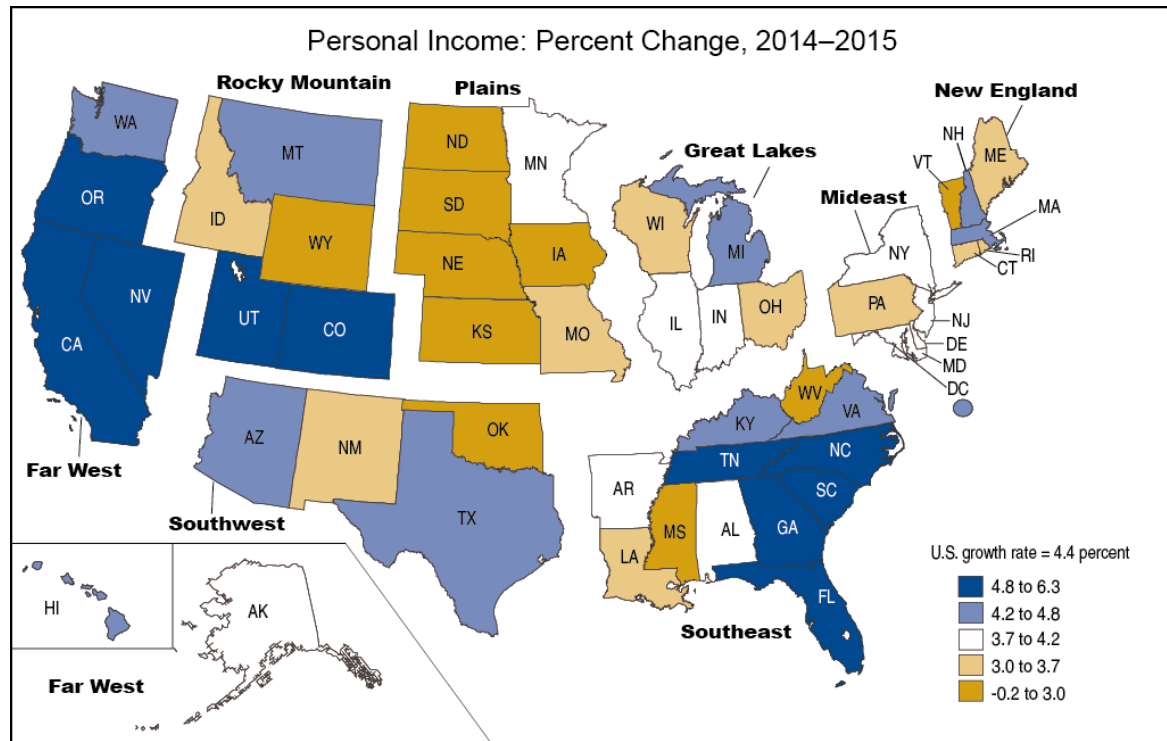 Personal Income: Percent Change, 2014–2015
Rocky Mountain
Plains
New England
Great Lakes
Mideast
WA
MT
ND
MN
NH
ME
VT
OR
ID
SD
WI
MA
WY
IA
MI
NY
RI
CT
NE
NV
UT
CO
KS
MO
IL
IN
OH
PA
NJ
DE
MD
DC
CA
WV
VA
KY
AZ
NM
OK
TN
NC
Far West
AR
SC
Southwest
TX
MS
AL
GA
LA
FL
Southeast
HI
AK
Far West
U.S. growth rate = 4.4 percent
4.8 to 6.3
4.2 to 4.8
3.7 to 4.2
3.0 to 3.7
-0.2 to 3.0